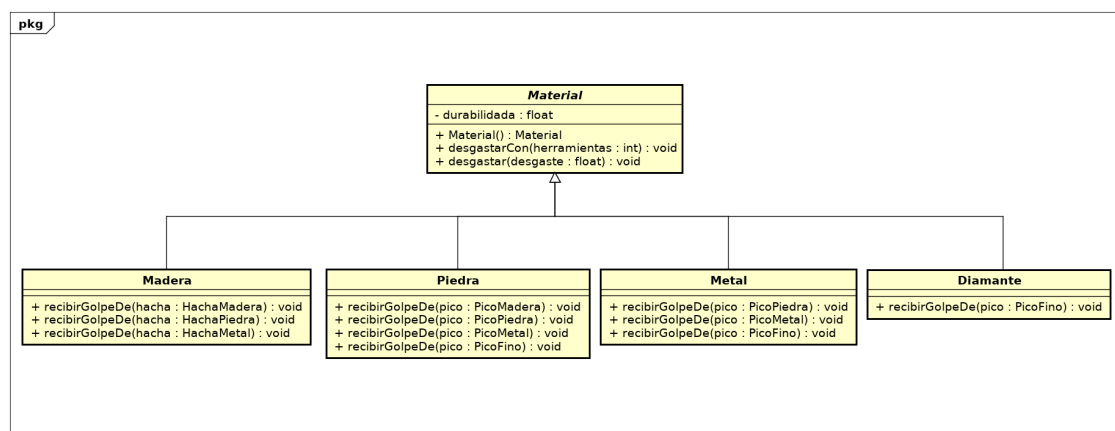 pkg
Material
- durabilidada : float
+ Material() : Material
+ desgastarCon(herramientas : int) : void
+ desgastar(desgaste : float) : void
Madera
+ recibirGolpeDe(hacha : HachaMadera) : void
+ recibirGolpeDe(hacha : HachaPiedra) : void
+ recibirGolpeDe(hacha : HachaMetal) : void
Piedra
+ recibirGolpeDe(pico : PicoMadera) : void
+ recibirGolpeDe(pico : PicoPiedra) : void
+ recibirGolpeDe(pico : PicoMetal) : void
+ recibirGolpeDe(pico : PicoFino) : void
Metal
+ recibirGolpeDe(pico : PicoPiedra) : void
+ recibirGolpeDe(pico : PicoMetal) : void
+ recibirGolpeDe(pico : PicoFino) : void
Diamante
+ recibirGolpeDe(pico : PicoFino) : void